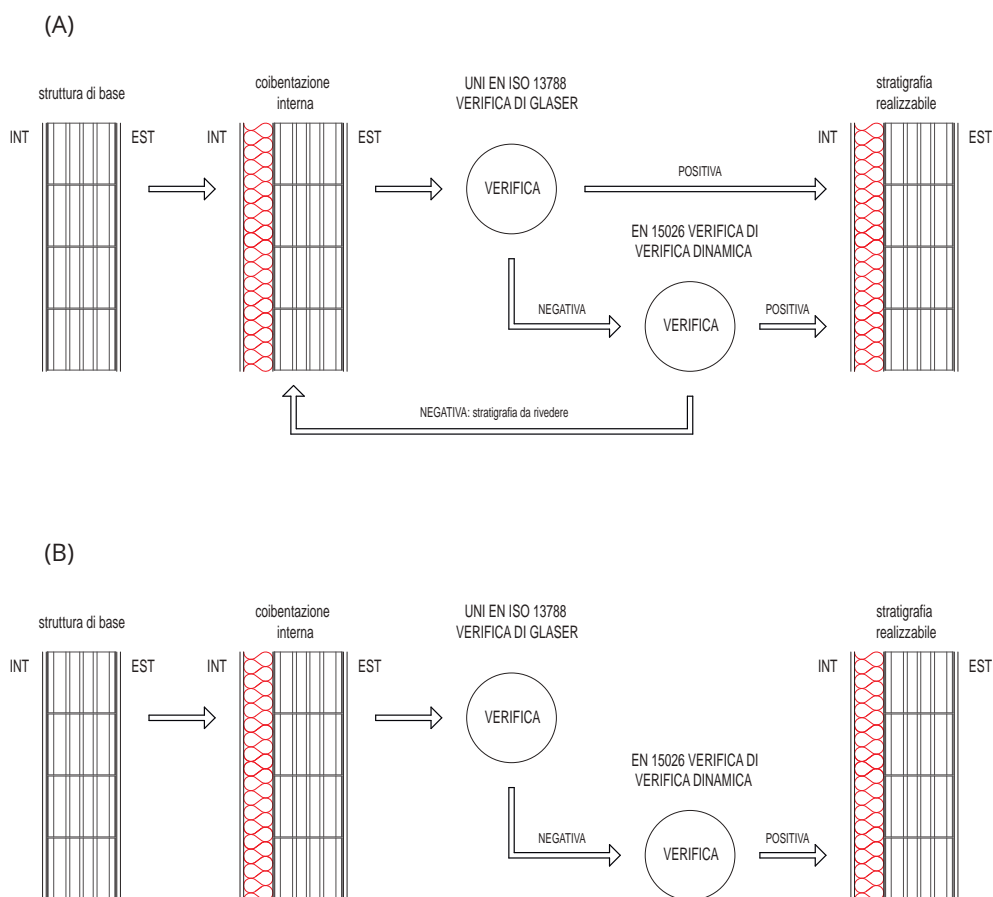 (A)
struttura di base
coibentazione
interna
UNI EN ISO 13788
VERIFICA DI GLASER
stratigrafia
realizzabile
INT
EST
INT
EST
INT
EST
VERIFICA
POSITIVA
EN 15026 VERIFICA DI
VERIFICA DINAMICA
NEGATIVA
VERIFICA
POSITIVA
NEGATIVA: stratigrafia da rivedere
(B)
struttura di base
coibentazione
interna
UNI EN ISO 13788
VERIFICA DI GLASER
stratigrafia
realizzabile
INT
EST
INT
EST
INT
EST
VERIFICA
EN 15026 VERIFICA DI
VERIFICA DINAMICA
NEGATIVA
VERIFICA
POSITIVA